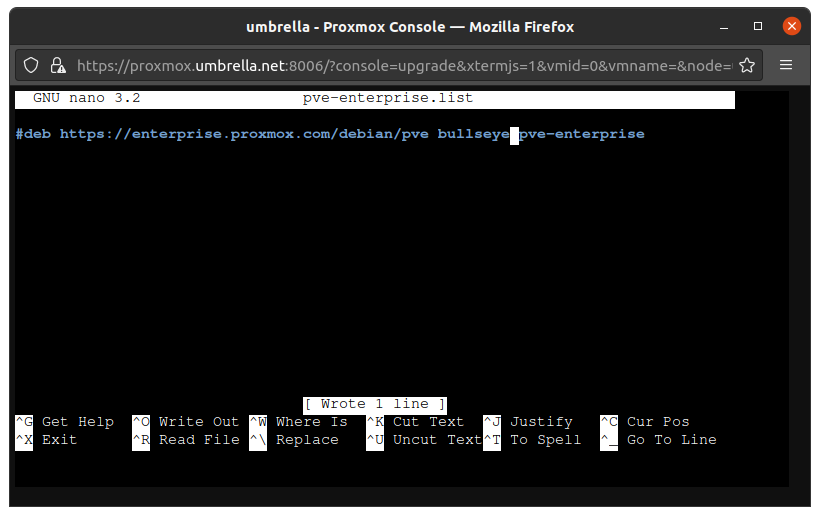 umbrella - Proxmox Console — Mozilla Firefox
https://proxmox.umbrella.net:8006/?console=upgrade&xtermjs=1&vmid=0&vmname=&node=
GNU nano 3.2 pve-enterprise.list
#deb https://enterprise.proxmox.com/debian/pve bullseye pve-enterprise
[ Wrote 1 line ]
^G Get Help ^O Write Out ^W Where Is ^K Cut Text ^J Justify ^C Cur Pos
^X Exit ^R Read File ^\ Replace ^U Uncut Text ^T To Spell ^_ Go To Line